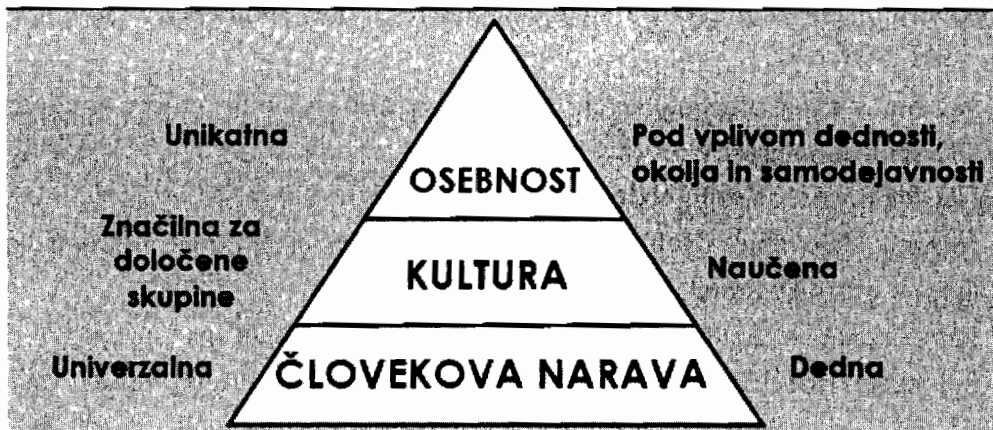 Unikatna
Pod vplivom dednosti,
okolja in samodejavnosti
OSEBNOST
Značilna za
določene
skupine
KULTURA
Naučena
Univerzalna
ČLOVEKOVA NARAVA
Dedna